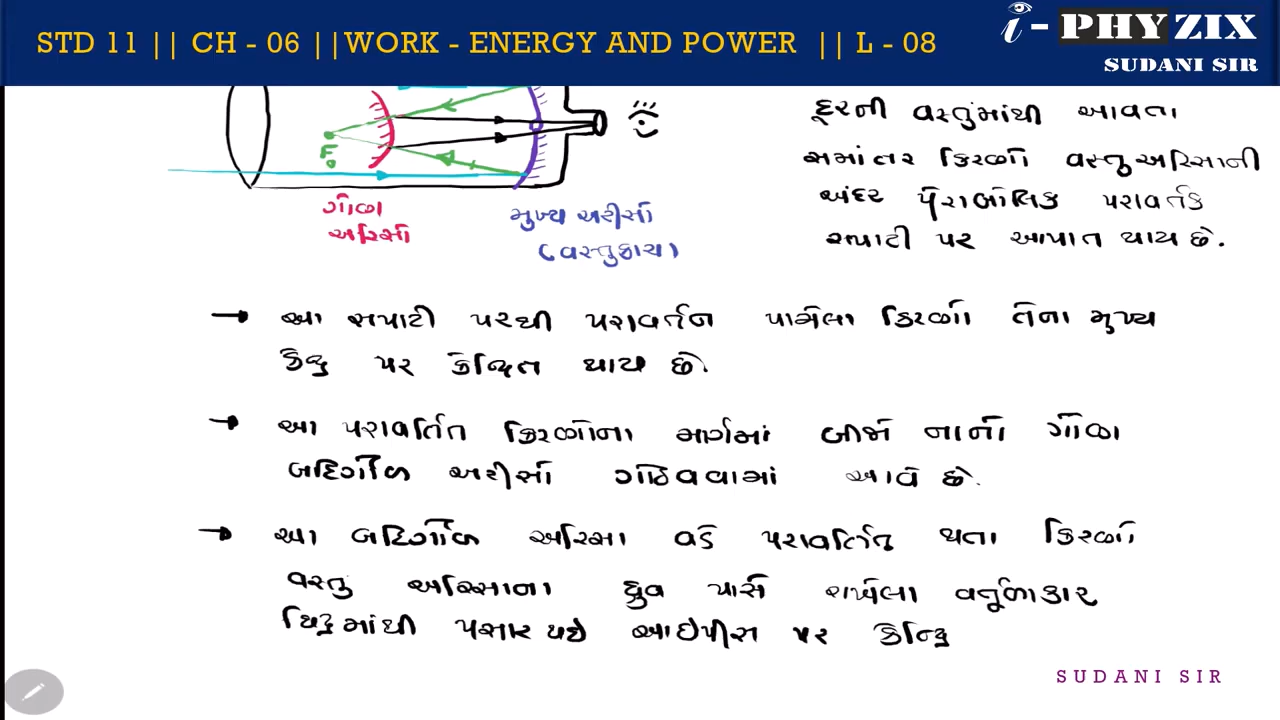 STD 11 || CH - 06 ||WORK - ENERGY AND POWER || L - 08
i-PHYZIX
SUDANI SIR
F₀
ગોળા
અરિસો
મુખ્ય અરીસો
(વસ્તુકાચ)
દૂરની વસ્તુંમાંથી આવતા
સમાંતર કિરણો વસ્તુઅરિસાની
અંદર પેરાબોલિક પરાવર્તક
સપાટી પર આપાત થાય છે.
→ આ સપાટી પરથી પરાવર્તન પામેલા કિરણો તેના મુખ્ય
કેન્દ્ર પર કેન્દ્રિત થાય છે.
→ આ પરાવર્તિત કિરણોના માર્ગમાં બીજો નાનો ગોળા
બહિર્ગોળ અરીસો ગોઠવવામાં આવે છે.
→ આ બહિર્ગોળ અરિસા વડે પરાવર્તિત થતા કિરણો
વસ્તું અરિસાના ધ્રુવ પાસે રાખેલા વર્તૂળાકાર
છિદ્રમાંથી પસાર થઇ આઇપીસ પર કેન્દ્રિ
SUDANI SIR